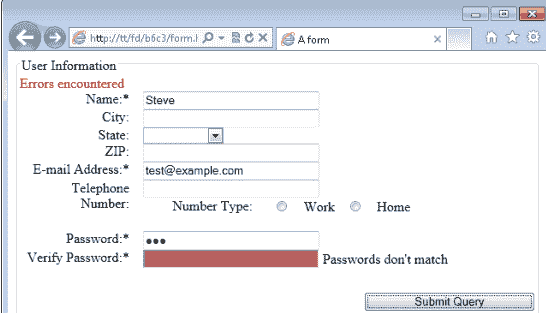 http://tt/fd/b6c3/form.h
A form
User Information
Errors encountered
Name:* Steve
City:
State:
ZIP:
E-mail Address:* test@example.com
Telephone
Number: Number Type: Work Home
Password:* •••
Verify Password:* Passwords don't match
Submit Query